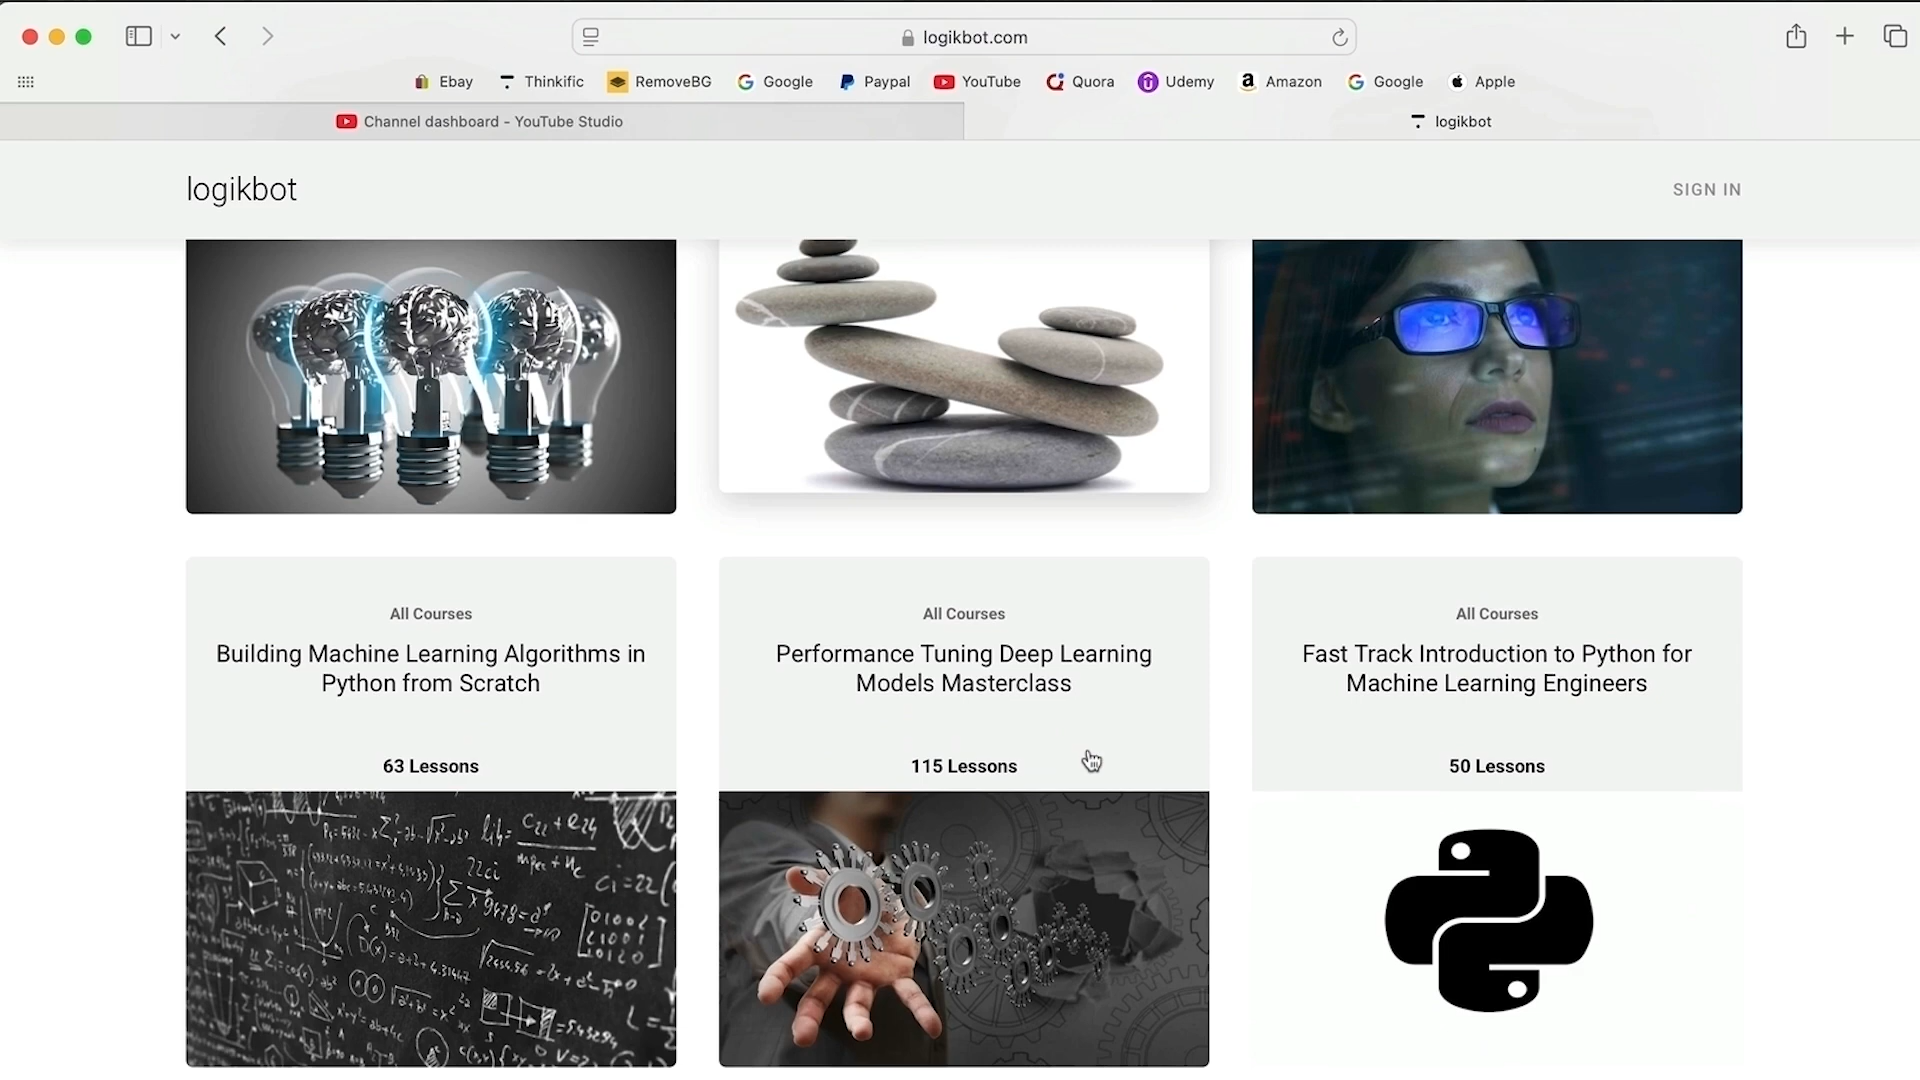 logikbot.com
Ebay Thinkific RemoveBG Google Paypal YouTube Quora Udemy Amazon Google Apple
Channel dashboard - YouTube Studio logikbot
logikbot SIGN IN
All Courses All Courses All Courses
Building Machine Learning Algorithms in
Python from Scratch
Performance Tuning Deep Learning
Models Masterclass
Fast Track Introduction to Python for
Machine Learning Engineers
63 Lessons 115 Lessons 50 Lessons